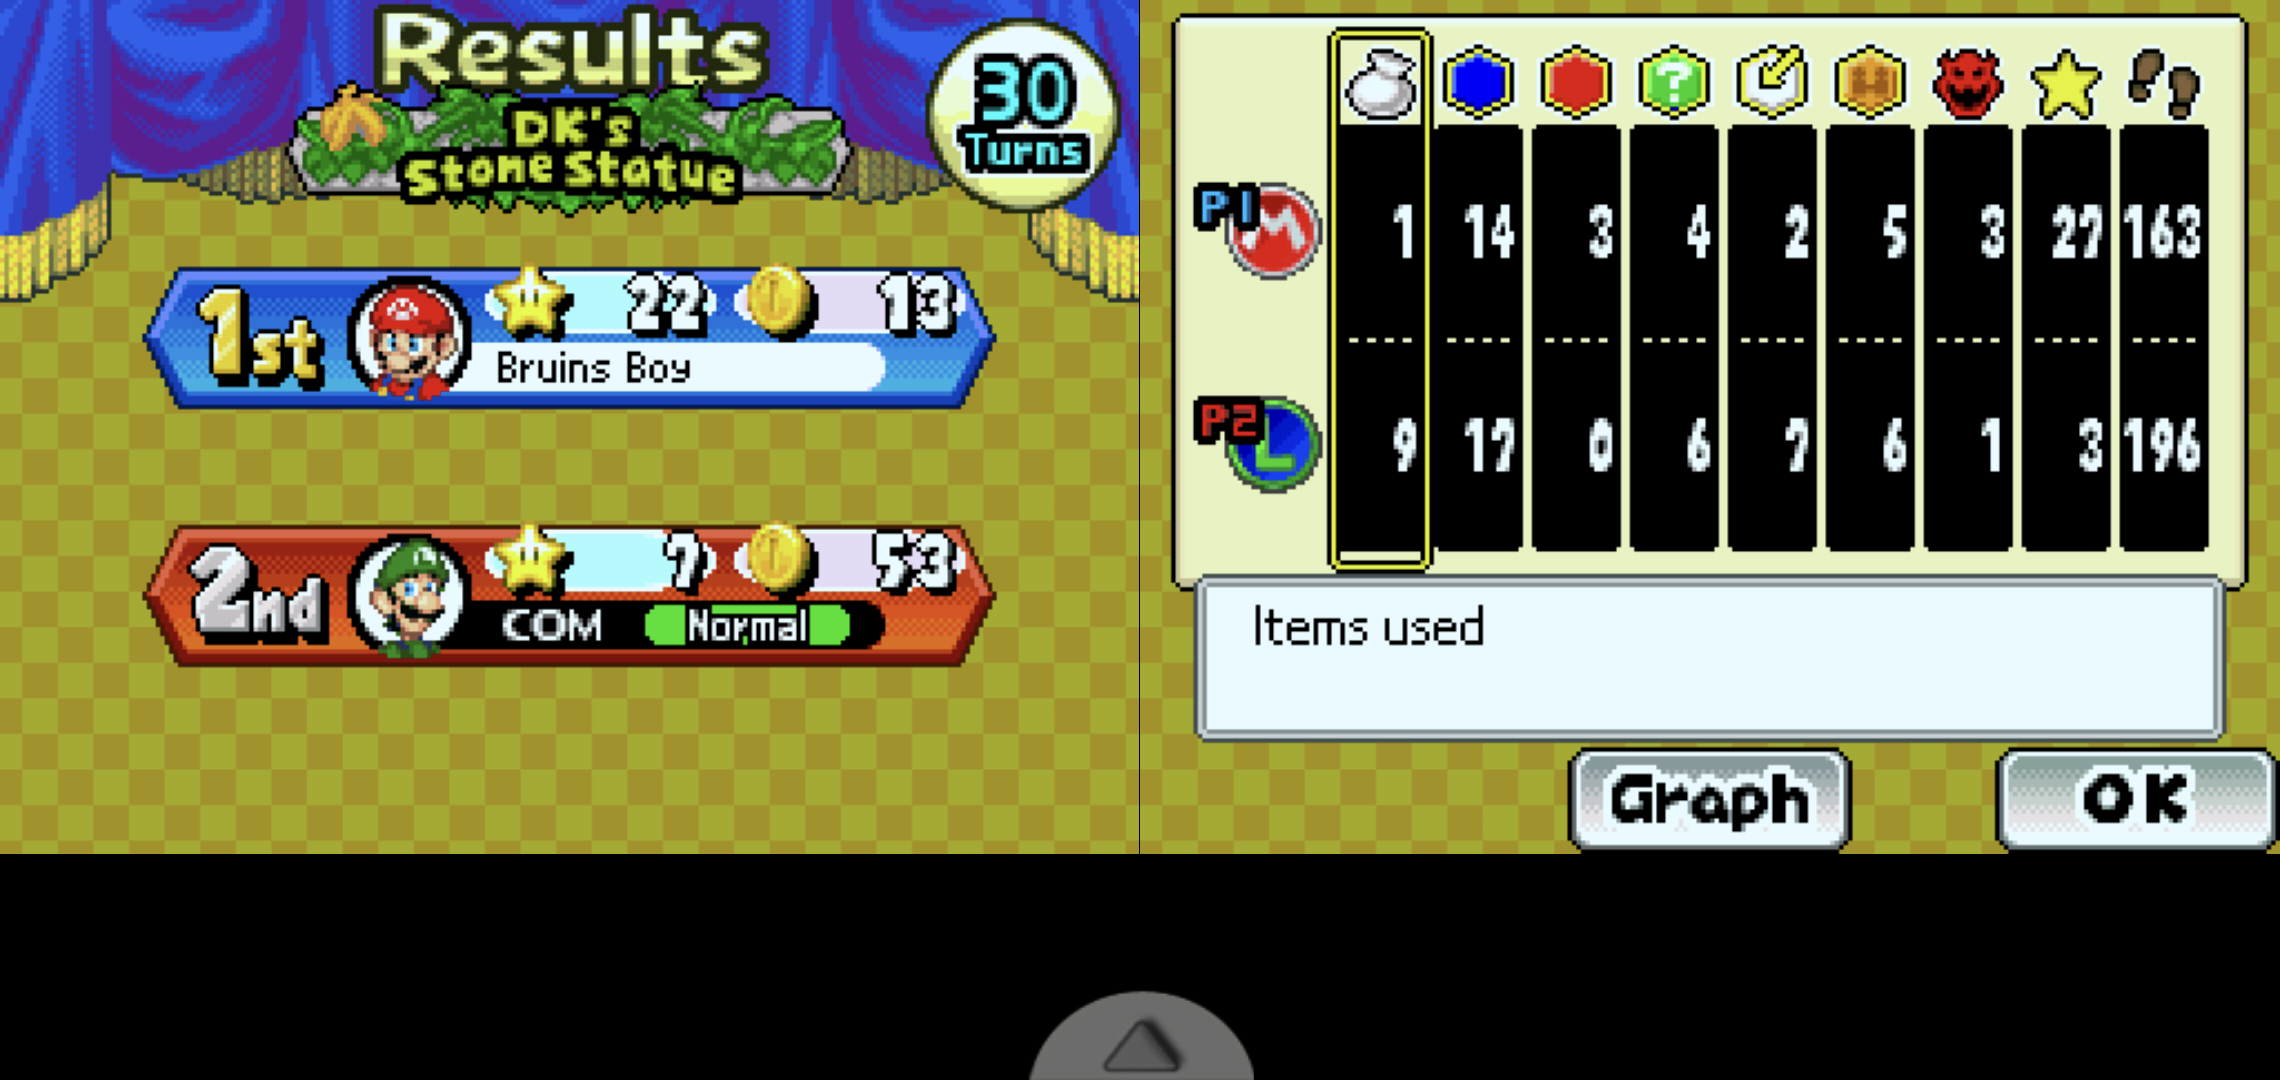 Results
DK's
Stone Statue
30
Turns
1st 22 13
Bruins Boy
2nd 7 53
COM Normal
P1 M 1 14 3 4 2 5 3 27 163
P2 L 9 17 0 6 7 6 1 3 196
Items used
Graph OK